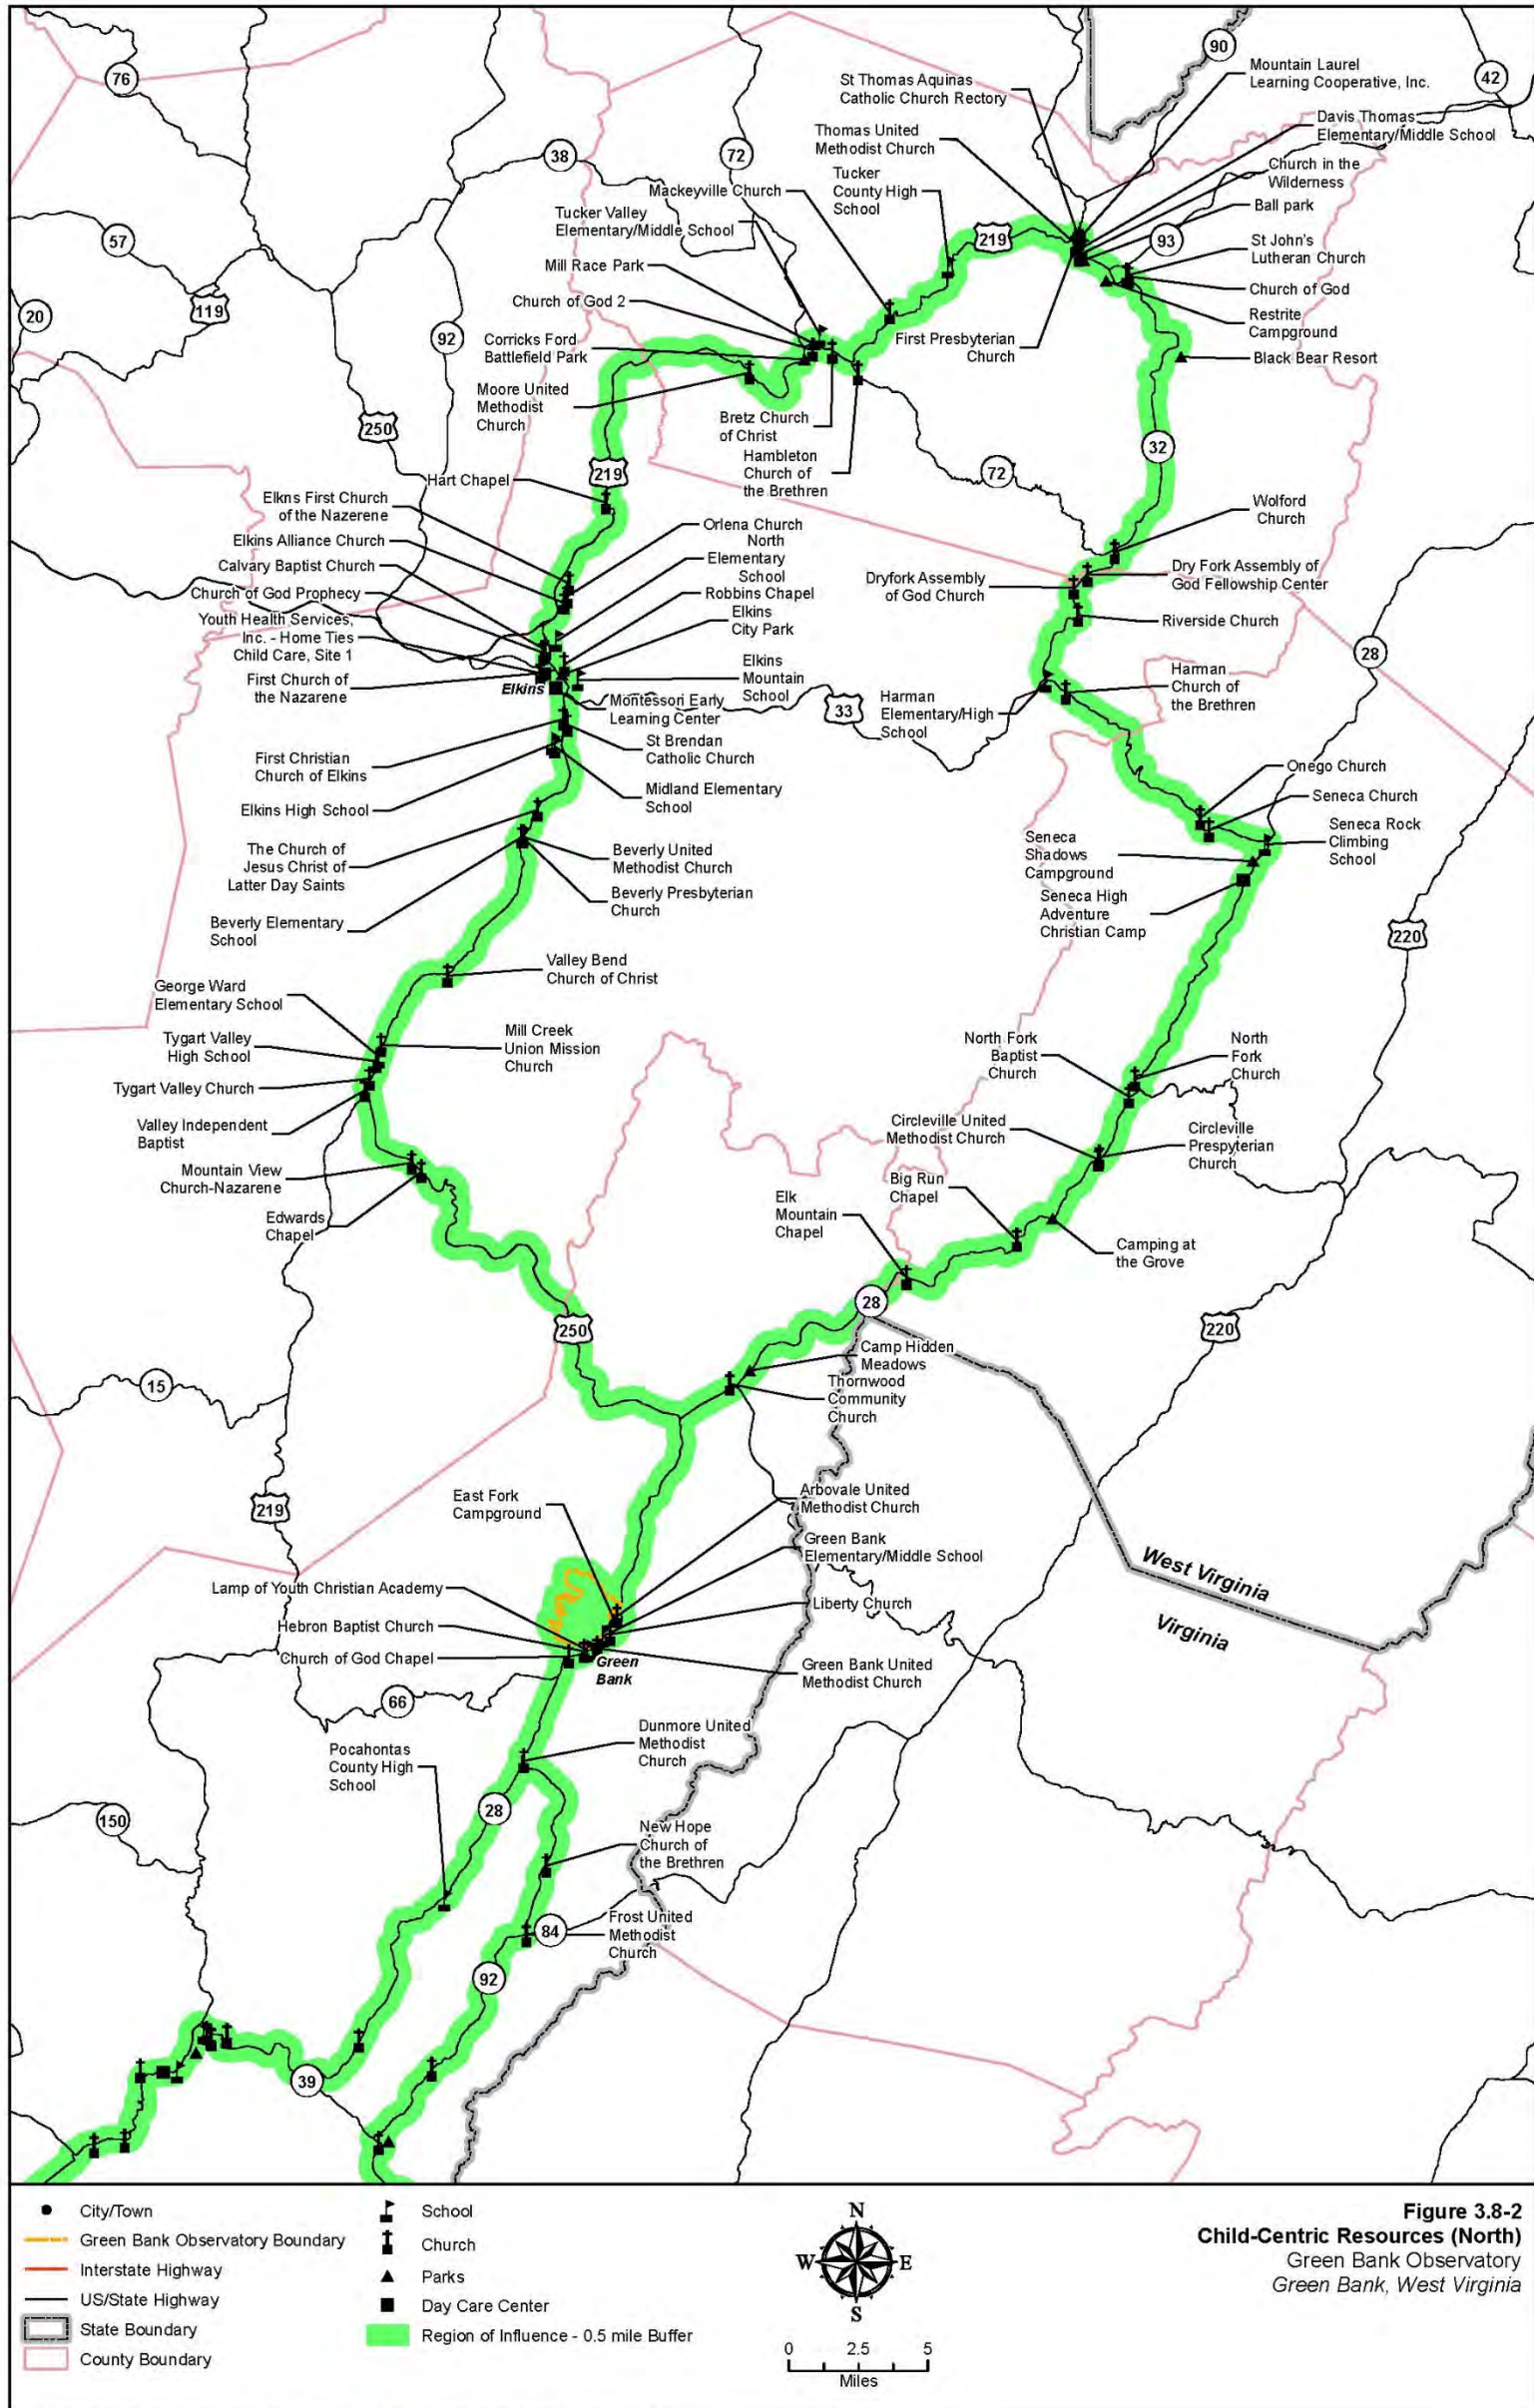 76
90
42
St Thomas Aquinas
Catholic Church Rectory
Mountain Laurel
Learning Cooperative, Inc.
Thomas United
Methodist Church
Davis Thomas
Elementary/Middle School
38
72
Tucker
County High
School
Church in the
Wilderness
Mackeyville Church
Ball park
Tucker Valley
Elementary/Middle School
57
219
93
St John's
Lutheran Church
Mill Race Park
Church of God
Church of God 2
119
20
Restrite
Campground
92
Corricks Ford
Battlefield Park
First Presbyterian
Church
Black Bear Resort
Moore United
Methodist
Church
250
Bretz Church
of Christ
32
Hambleton
Church of
the Brethren
72
219
Hart Chapel
Elkns First Church
of the Nazerene
Wolford
Church
Orlena Church
Elkins Alliance Church
North
Elementary
School
Calvary Baptist Church
Dryfork Assembly
of God Church
Dry Fork Assembly of
God Fellowship Center
Church of God Prophecy
Robbins Chapel
Youth Health Services,
Inc. - Home Ties
Child Care, Site 1
Elkins
City Park
Riverside Church
28
First Church of
the Nazarene
Elkins
Elkins
Mountain
School
Montessori Early
Learning Center
33
Harman
Elementary/High
School
Harman
Church of
the Brethren
First Christian
Church of Elkins
St Brendan
Catholic Church
Onego Church
Elkins High School
Midland Elementary
School
Seneca Church
The Church of
Jesus Christ of
Latter Day Saints
Beverly United
Methodist Church
Seneca
Shadows
Campground
Seneca Rock
Climbing
School
Beverly Presbyterian
Church
Seneca High
Adventure
Christian Camp
Beverly Elementary
School
220
Valley Bend
Church of Christ
George Ward
Elementary School
Mill Creek
Union Mission
Church
Tygart Valley
High School
North Fork
Baptist
Church
North
Fork
Church
Tygart Valley Church
Valley Independent
Baptist
Circleville United
Methodist Church
Circleville
Prespyterian
Church
Mountain View
Church-Nazarene
Big Run
Chapel
Edwards
Chapel
Elk
Mountain
Chapel
Camping at
the Grove
28
250
220
Camp Hidden
Meadows
15
Thornwood
Community
Church
219
East Fork
Campground
Arbovale United
Methodist Church
Green Bank
Elementary/Middle School
West Virginia
Virginia
Lamp of Youth Christian Academy
Liberty Church
Hebron Baptist Church
Church of God Chapel
Green
Bank
Green Bank United
Methodist Church
66
Dunmore United
Methodist
Church
Pocahontas
County High
School
28
150
New Hope
Church of
the Brethren
84
Frost United
Methodist
Church
92
39
City/Town
Green Bank Observatory Boundary
Interstate Highway
US/State Highway
State Boundary
County Boundary
School
Church
Parks
Day Care Center
Region of Influence - 0.5 mile Buffer
N
W
E
S
0 2.5 5
Miles
Figure 3.8-2
Child-Centric Resources (North)
Green Bank Observatory
Green Bank, West Virginia